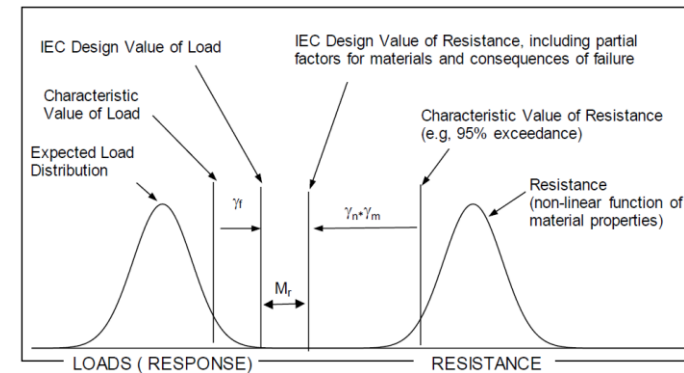 IEC Design Value of Load
IEC Design Value of Resistance, including partial
factors for materials and consequences of failure
Characteristic
Value of Load
Characteristic Value of Resistance
(e.g, 95% exceedance)
Expected Load
Distribution
Resistance
(non-linear function of
material properties)
γf
γn*γm
Mr
LOADS ( RESPONSE)
RESISTANCE